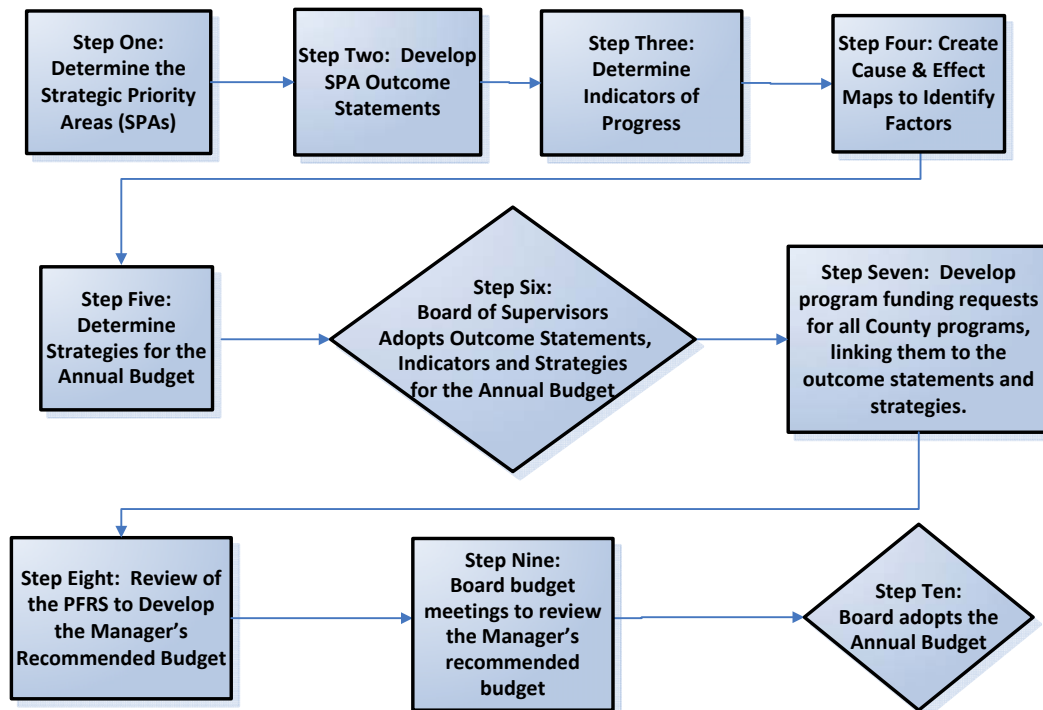 Step One:
Determine the
Strategic Priority
Areas (SPAs)
Step Two:  Develop
SPA Outcome
Statements
Step Three:
Determine
Indicators of
Progress
Step Four: Create
Cause & Effect
Maps to Identify
Factors
Step Five:
Determine
Strategies for the
Annual Budget
Step Six:
Board of Supervisors
Adopts Outcome Statements,
Indicators and Strategies
for the Annual Budget
Step Seven:  Develop
program funding requests
for all County programs,
linking them to the
outcome statements and
strategies.
Step Eight:  Review of
the PFRS to Develop
the Manager’s
Recommended Budget
Step Nine:
Board budget
meetings to review
the Manager’s
recommended
budget
Step Ten:
Board adopts the
Annual Budget